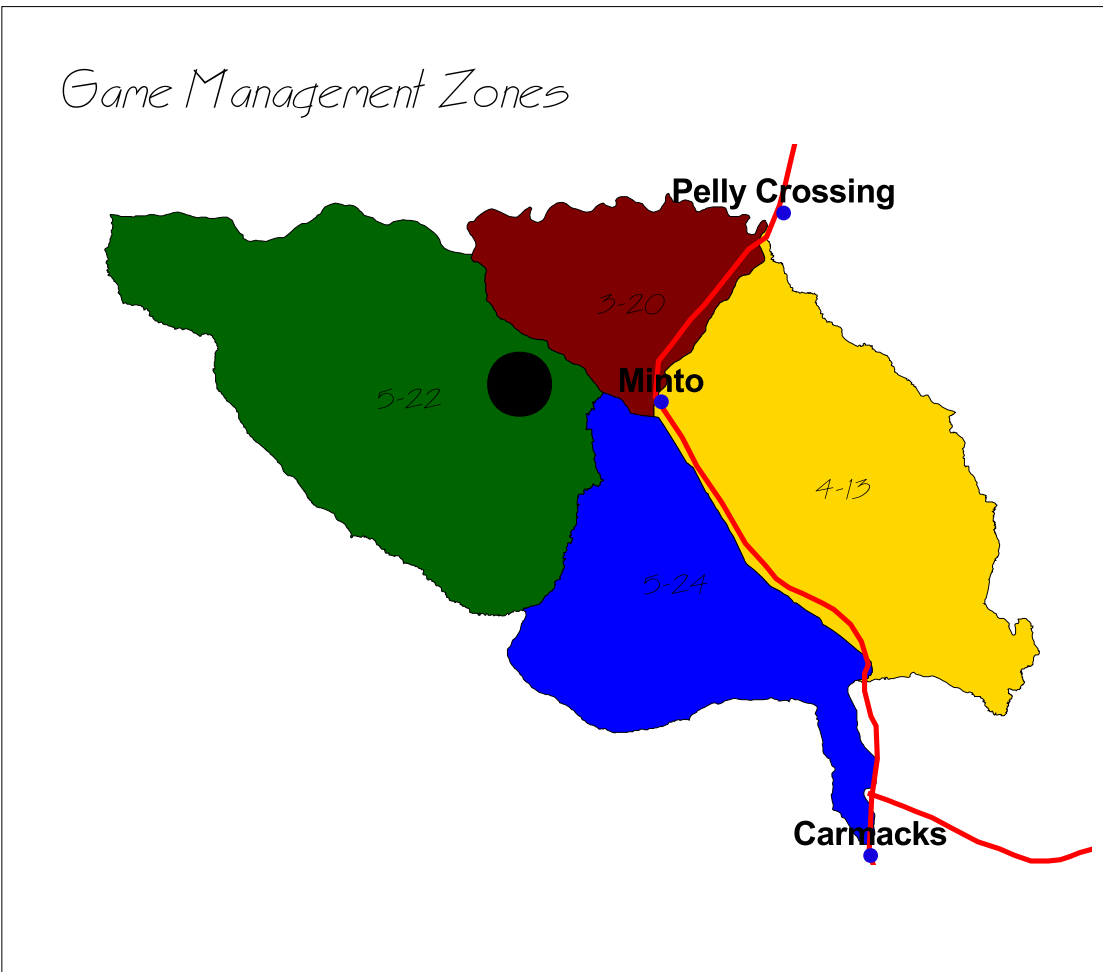 Game Management Zones
Pelly Crossing
3-20
Minto
5-22
4-13
5-24
Carmacks